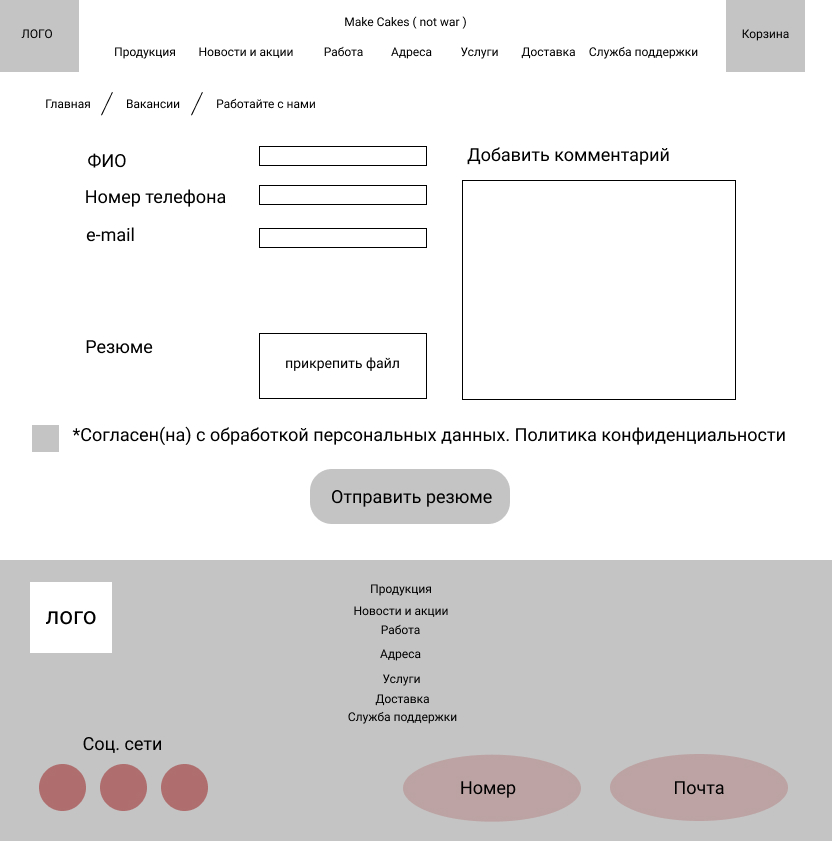 ЛОГО
Make Cakes ( not war )
Корзина
Продукция Новости и акции Работа Адреса Услуги Доставка Служба поддержки
Главная / Вакансии / Работайте с нами
ФИО
Номер телефона
e-mail
Резюме
прикрепить файл
Добавить комментарий
*Согласен(на) с обработкой персональных данных. Политика конфиденциальности
Отправить резюме
ЛОГО
Продукция
Новости и акции
Работа
Адреса
Услуги
Доставка
Служба поддержки
Соц. сети
Номер
Почта